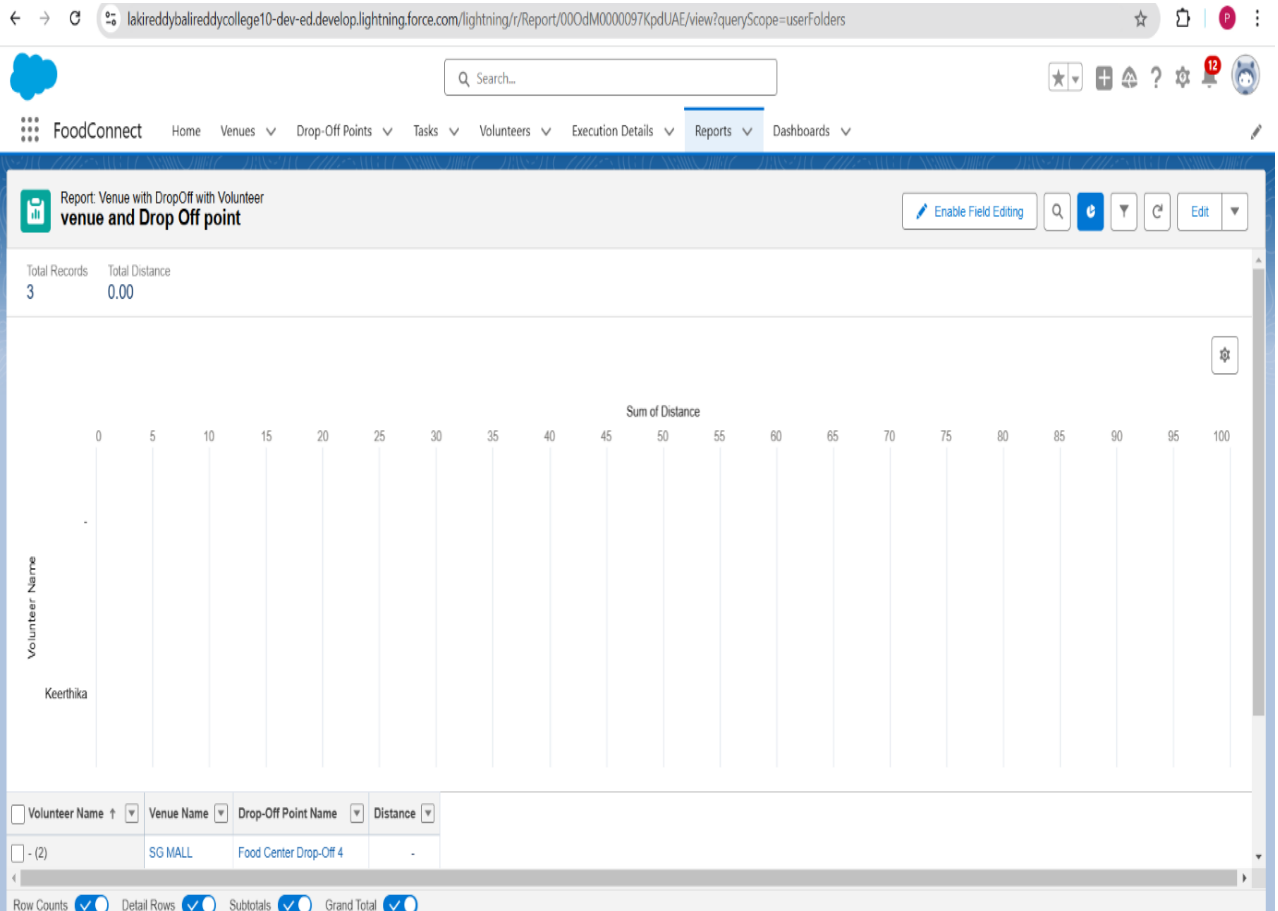 lakireddybalireddycollege10-dev-ed.develop.lightning.force.com/lightning/r/Report/00OdM0000097KpdUAE/view?queryScope=userFolders
P
Search...
12
FoodConnect Home Venues Drop-Off Points Tasks Volunteers Execution Details Reports Dashboards
Report: Venue with DropOff with Volunteer
venue and Drop Off point
Enable Field Editing
Edit
Total Records Total Distance
3 0.00
Sum of Distance
0 5 10 15 20 25 30 35 40 45 50 55 60 65 70 75 80 85 90 95 100
-
Volunteer Name
Keerthika
Volunteer Name ↑ Venue Name Drop-Off Point Name Distance
- (2) SG MALL Food Center Drop-Off 4 -
Row Counts Detail Rows Subtotals Grand Total